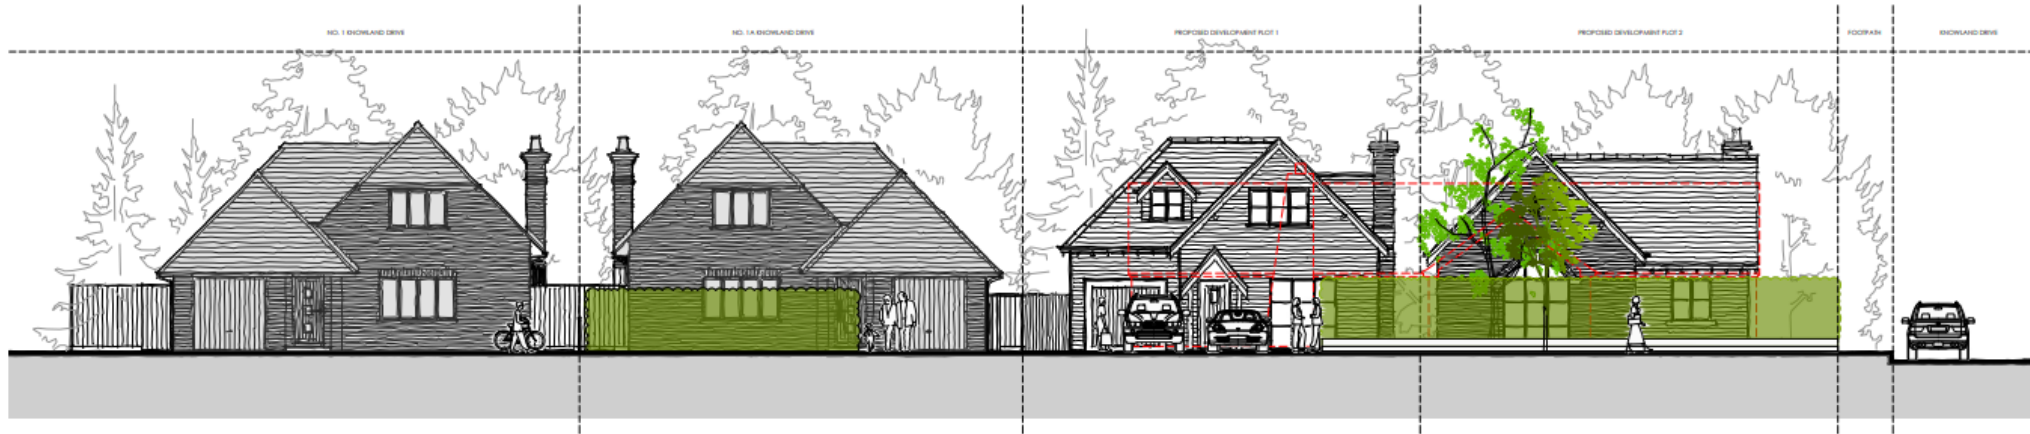 NO. 1 KNOWLAND DRIVE
NO. 1A KNOWLAND DRIVE
PROPOSED DEVELOPMENT PLOT 1
PROPOSED DEVELOPMENT PLOT 2
FOOTPATH
KNOWLAND DRIVE